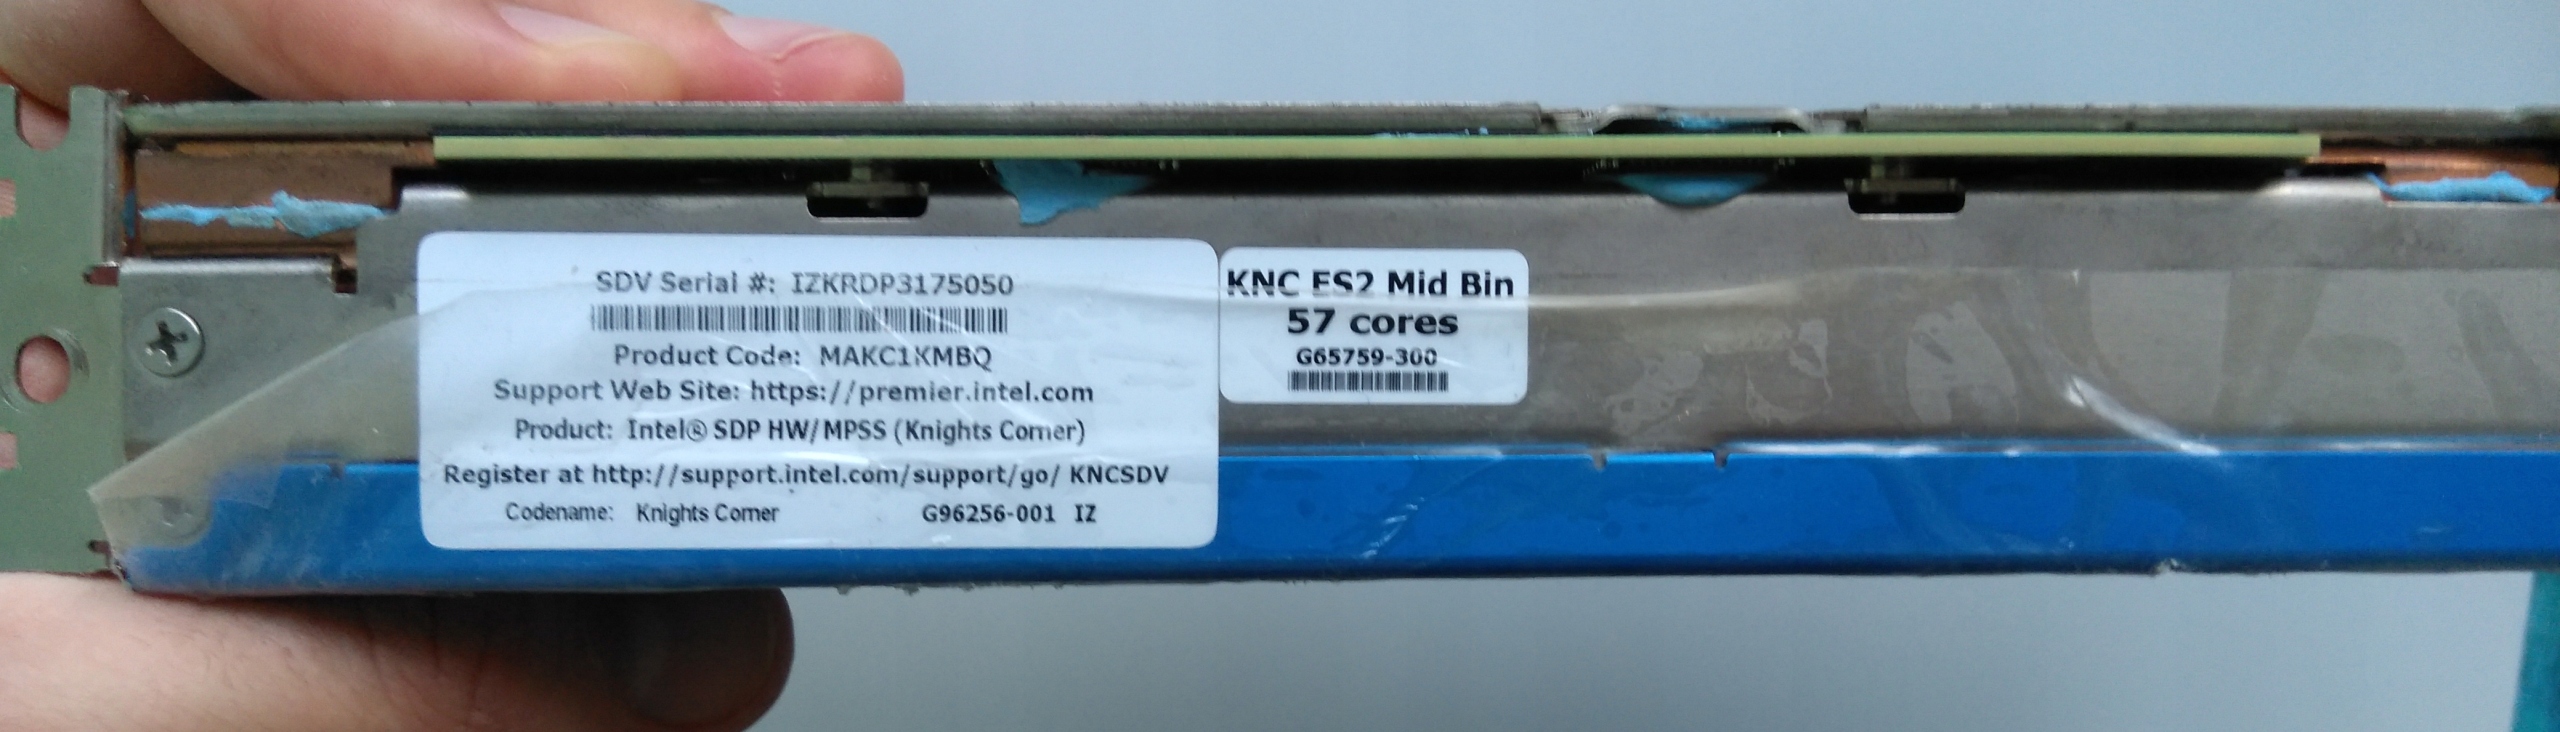 SDV Serial #: IZKRDP3175050
Product Code: MAKC1KMBQ
Support Web Site: https://premier.intel.com
Product: Intel® SDP HW/MPSS (Knights Corner)
Register at http://support.intel.com/support/go/ KNCSDV
Codename: Knights Corner G96256-001 IZ
KNC ES2 Mid Bin
57 cores
G65759-300